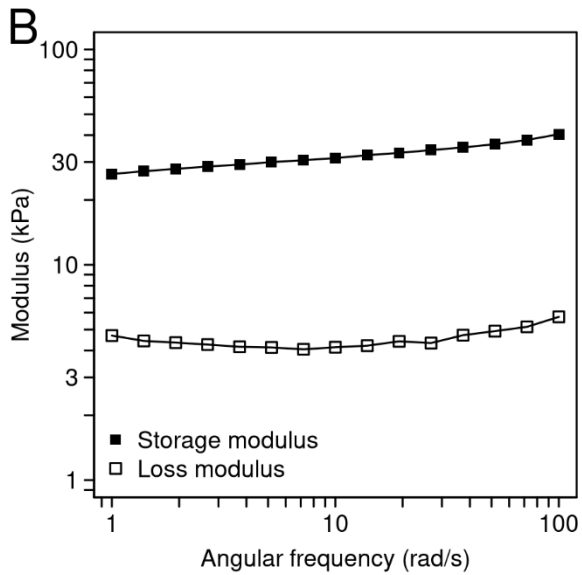 B
100
30
10
3
1
Modulus (kPa)
Storage modulus
Loss modulus
1
10
100
Angular frequency (rad/s)